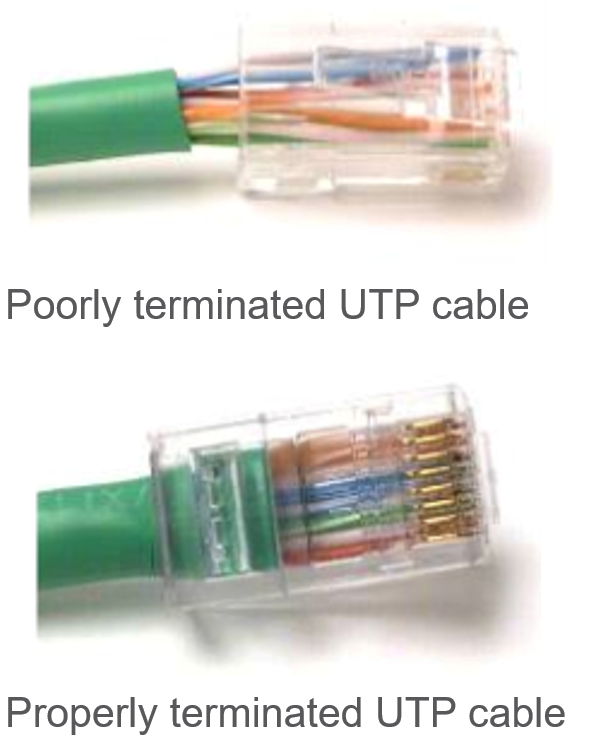 Poorly terminated UTP cable
Properly terminated UTP cable